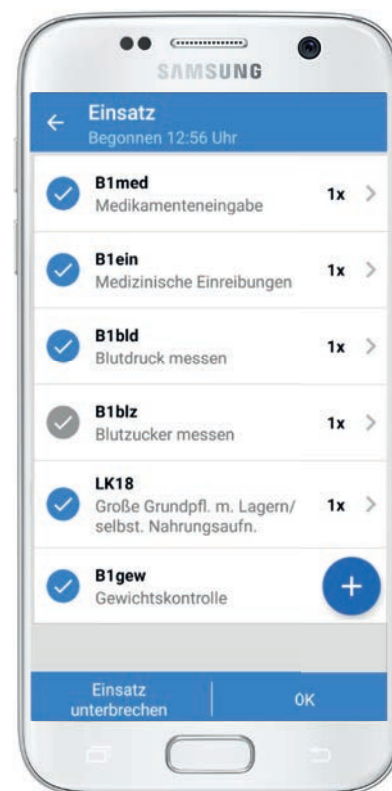 SAMSUNG
Einsatz
Begonnen 12:56 Uhr
B1med
Medikamenteneingabe
1x
B1ein
Medizinische Einreibungen
1x
B1bld
Blutdruck messen
1x
B1blz
Blutzucker messen
1x
LK18
Große Grundpfl. m. Lagern/
selbst. Nahrungsaufn.
1x
B1gew
Gewichtskontrolle
+
Einsatz
unterbrechen
OK